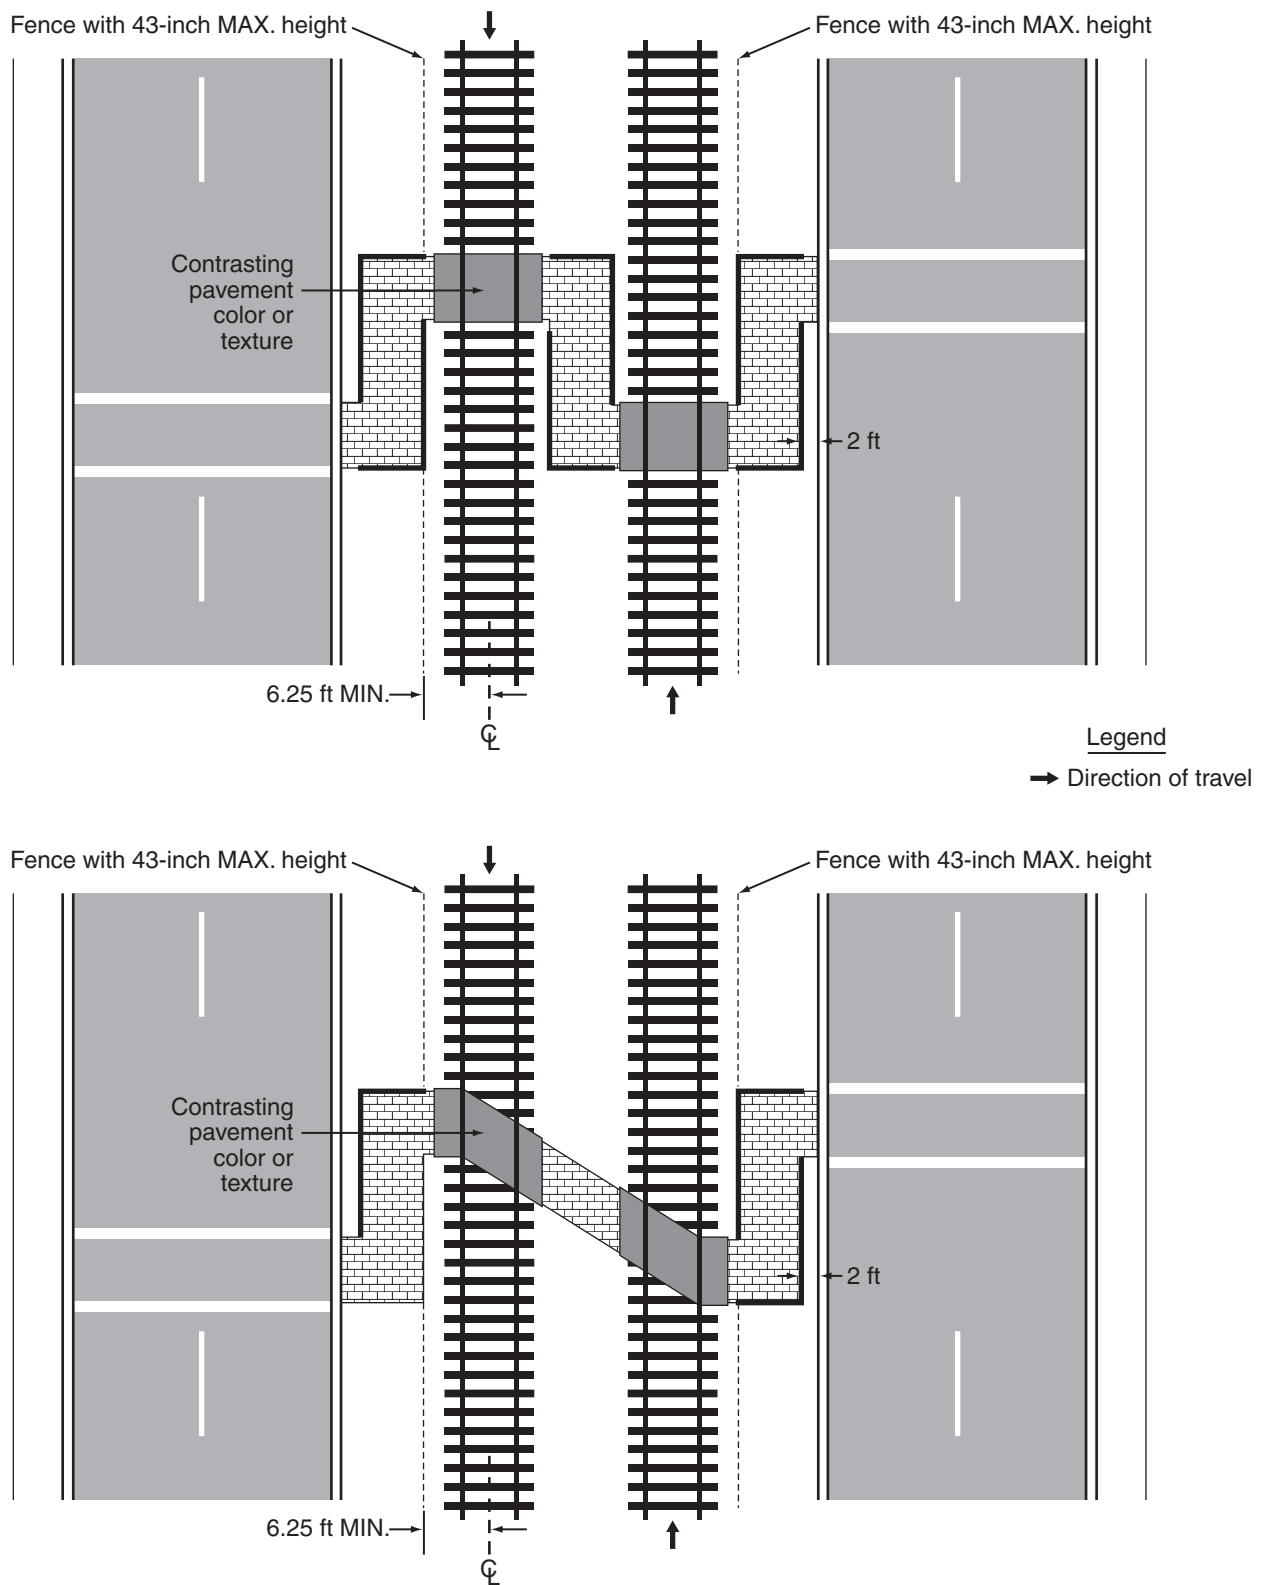 Fence with 43-inch MAX. height
Fence with 43-inch MAX. height
Contrasting
pavement
color or
texture
2 ft
6.25 ft MIN.
℄
Legend
Direction of travel
Fence with 43-inch MAX. height
Fence with 43-inch MAX. height
Contrasting
pavement
color or
texture
2 ft
6.25 ft MIN.
℄